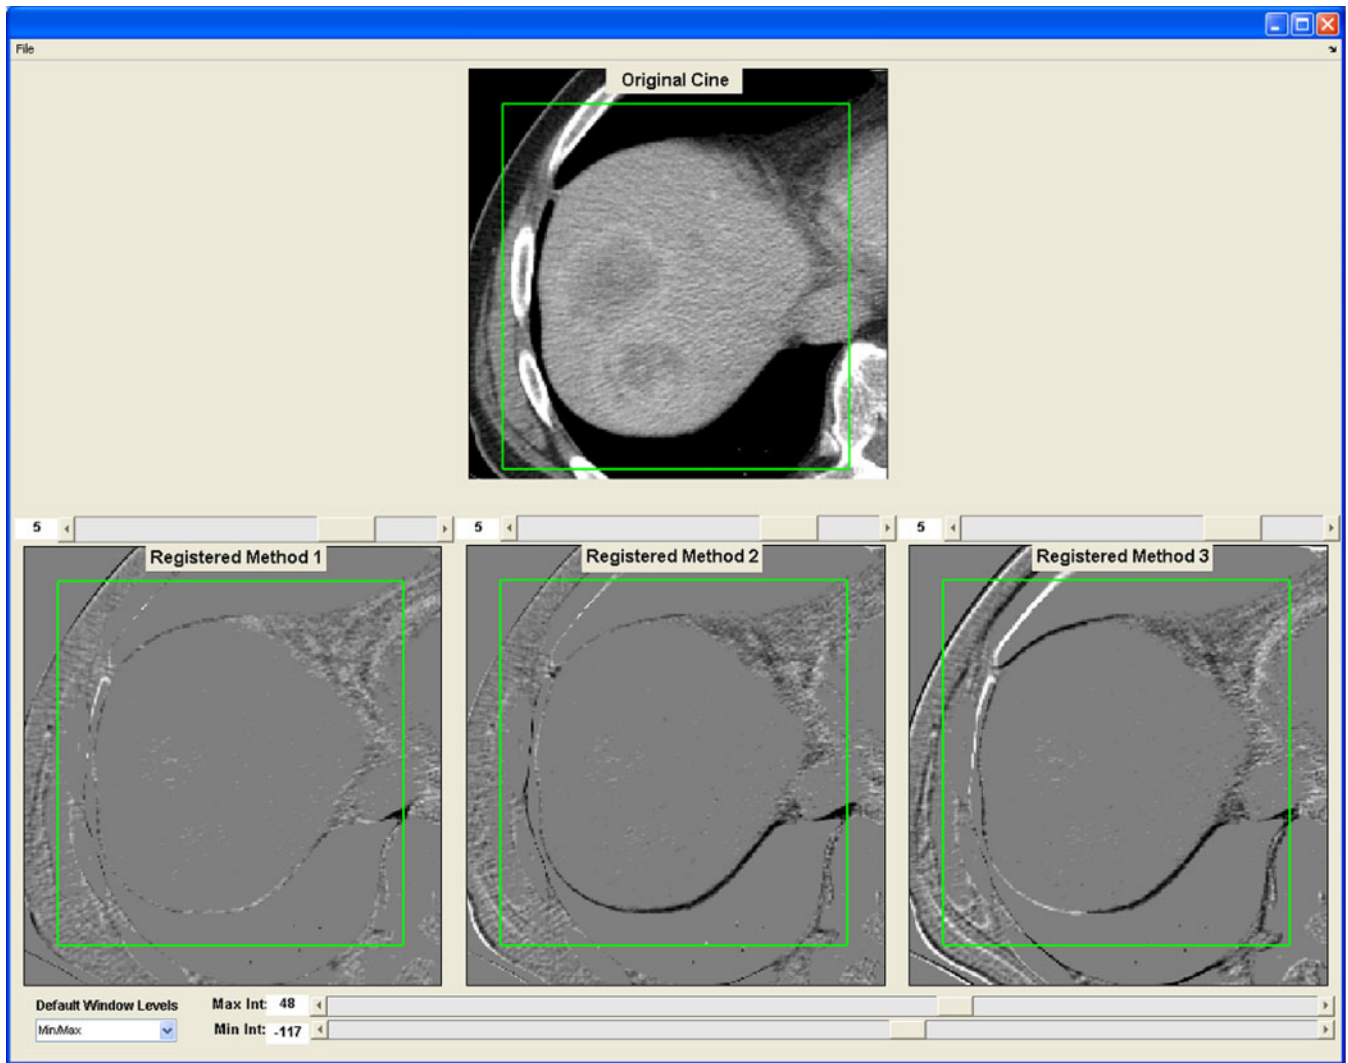 File
Original Cine
5
5
5
Registered Method 1
Registered Method 2
Registered Method 3
Default Window Levels
Max Int: 48
Min/Max
Min Int: -117